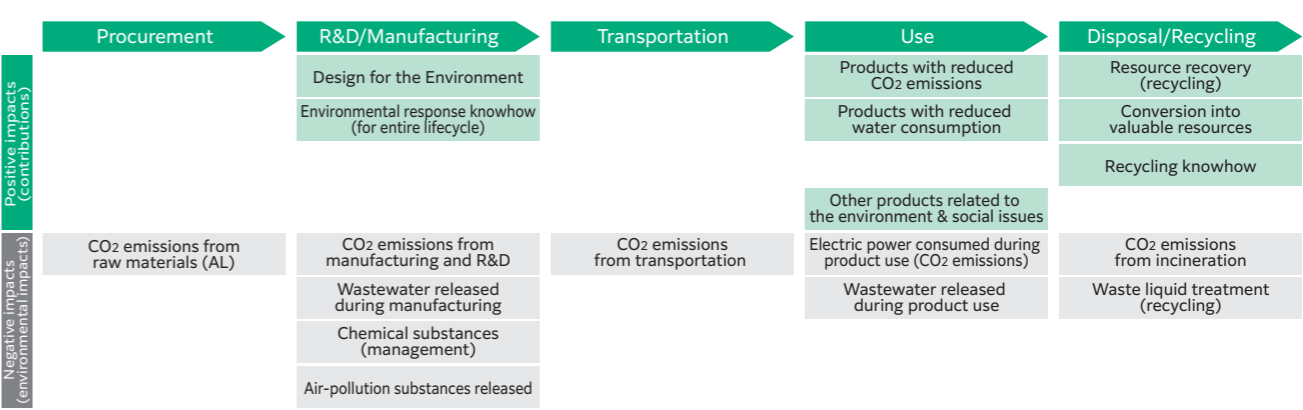 Procurement
R&D/Manufacturing
Transportation
Use
Disposal/Recycling
Positive impacts
(contributions)
Design for the Environment
Products with reduced
CO2 emissions
Resource recovery
(recycling)
Environmental response knowhow
(for entire lifecycle)
Products with reduced
water consumption
Conversion into
valuable resources
Recycling knowhow
Other products related to
the environment & social issues
Negative impacts
(environmental impacts)
CO2 emissions from
raw materials (AL)
CO2 emissions from
manufacturing and R&D
CO2 emissions
from transportation
Electric power consumed during
product use (CO2 emissions)
CO2 emissions
from incineration
Wastewater released
during manufacturing
Wastewater released
during product use
Waste liquid treatment
(recycling)
Chemical substances
(management)
Air-pollution substances released